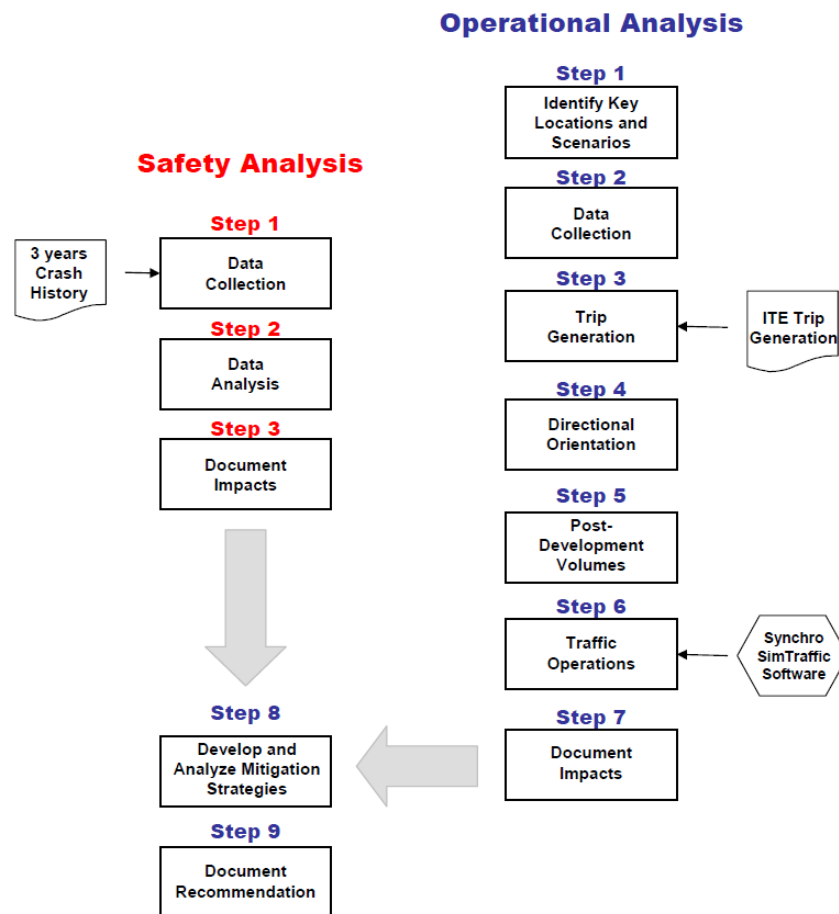 Operational Analysis
Step 1
Identify Key
Locations and
Scenarios
Step 2
Data
Collection
Step 3
Trip
Generation
ITE Trip
Generation
Step 4
Directional
Orientation
Step 5
Post-
Development
Volumes
Step 6
Traffic
Operations
Synchro
SimTraffic
Software
Step 7
Document
Impacts
Safety Analysis
Step 1
3 years
Crash
History
Data
Collection
Step 2
Data
Analysis
Step 3
Document
Impacts
Step 8
Develop and
Analyze Mitigation
Strategies
Step 9
Document
Recommendation